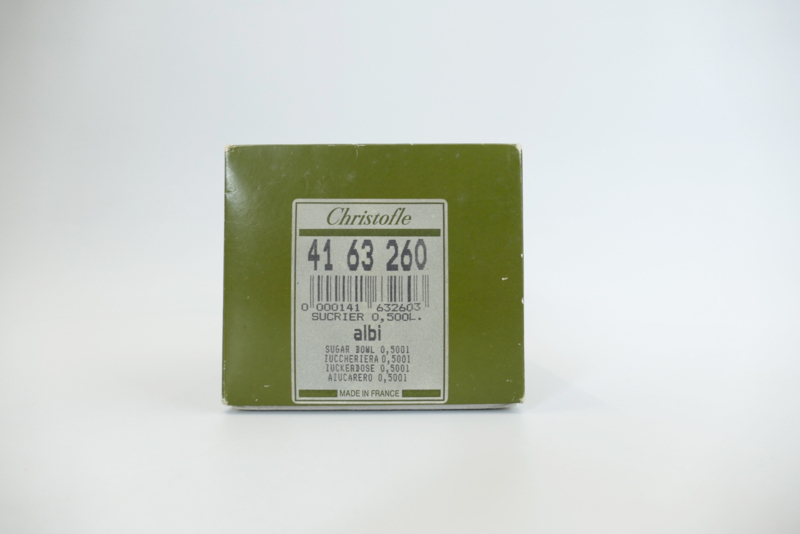 Christofle
41 63 260
0 000141 632603
SUCRIER 0,500L.
albi
SUGAR BOWL 0,500l
ZUCCHERIERA 0,500l
ZUCKERDOSE 0,500l
AZUCARERO 0,500l
MADE IN FRANCE